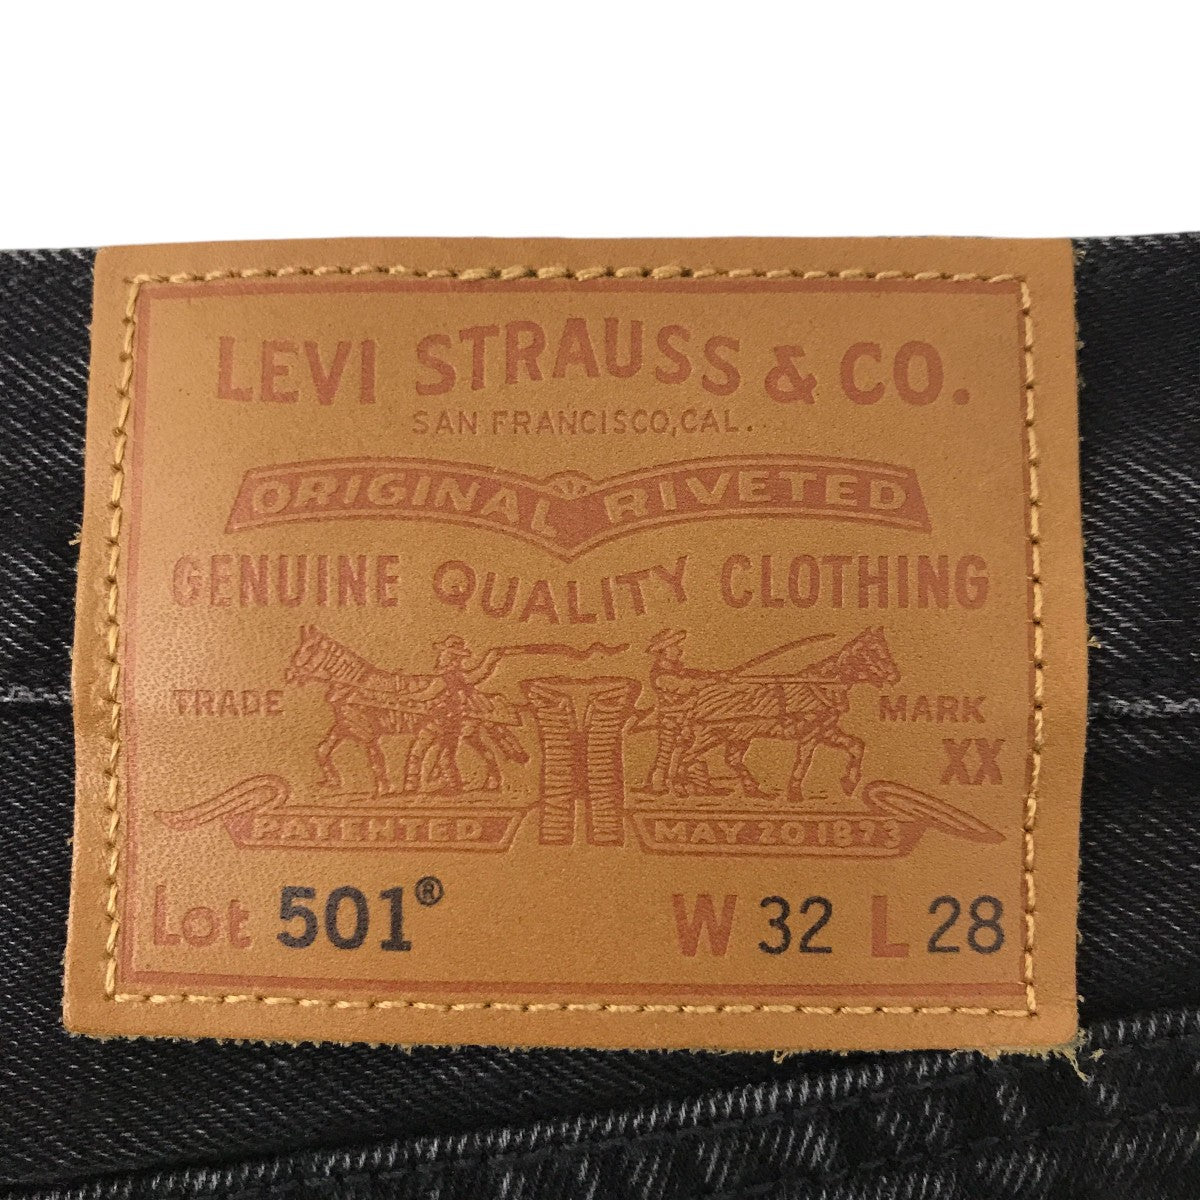 LEVI STRAUSS & CO.
SAN FRANCISCO, CAL.
ORIGINAL RIVETED
GENUINE QUALITY CLOTHING
TRADE MARK
XX
PATENTED MAY 20 1873
Lot 501® W 32 L 28